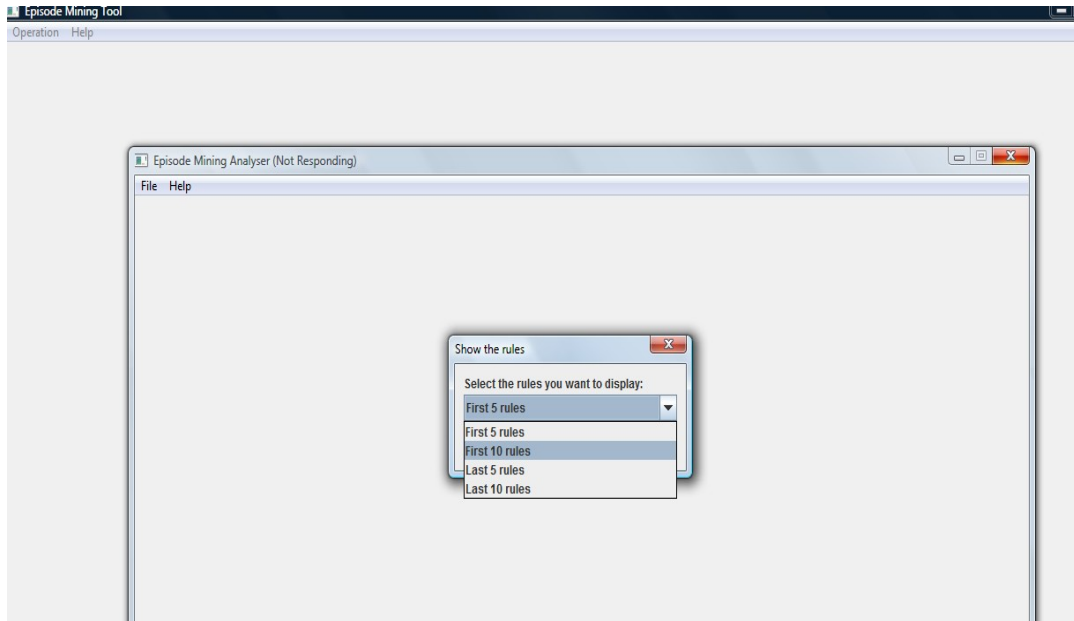 Episode Mining Tool
Operation Help
Episode Mining Analyser (Not Responding)
File Help
Show the rules
Select the rules you want to display:
First 5 rules
First 5 rules
First 10 rules
Last 5 rules
Last 10 rules